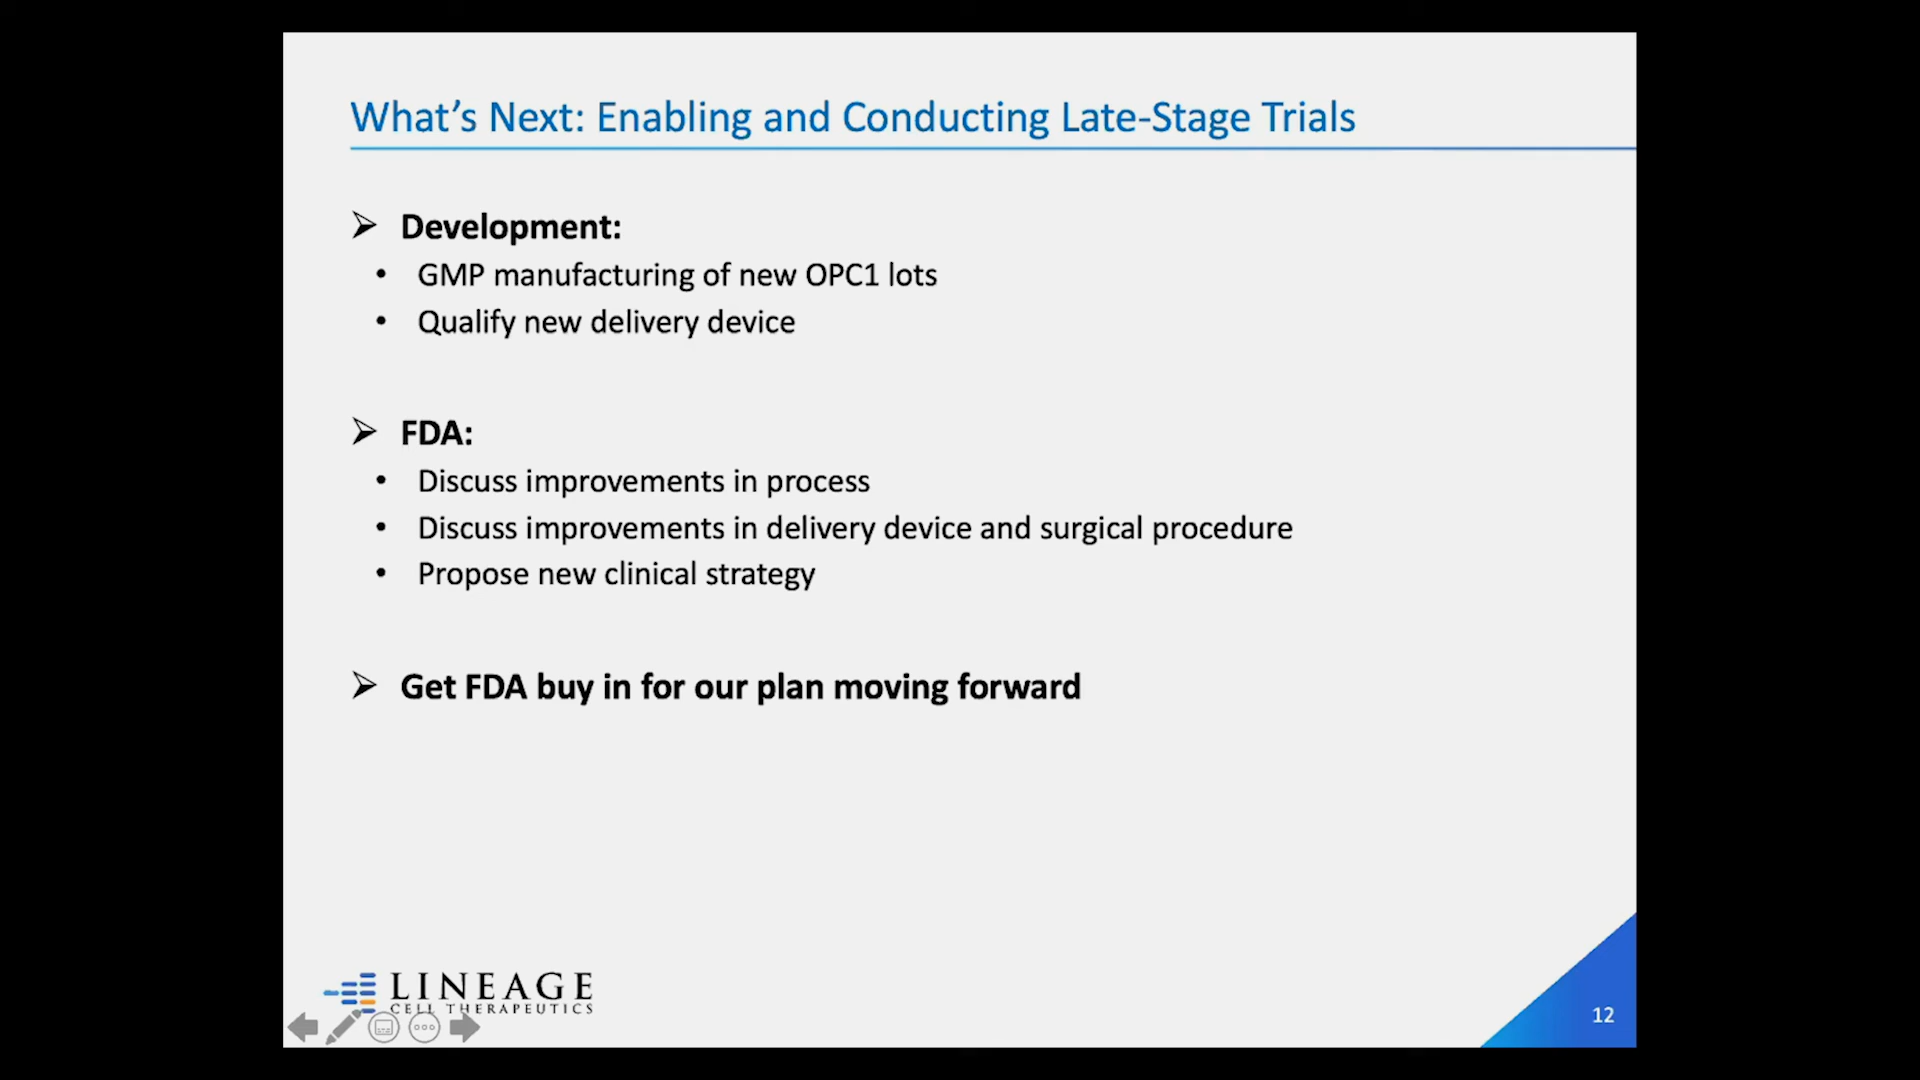 What's Next: Enabling and Conducting Late-Stage Trials
➢ Development:
• GMP manufacturing of new OPC1 lots
• Qualify new delivery device
➢ FDA:
• Discuss improvements in process
• Discuss improvements in delivery device and surgical procedure
• Propose new clinical strategy
➢ Get FDA buy in for our plan moving forward
LINEAGE
CELL THERAPEUTICS
12